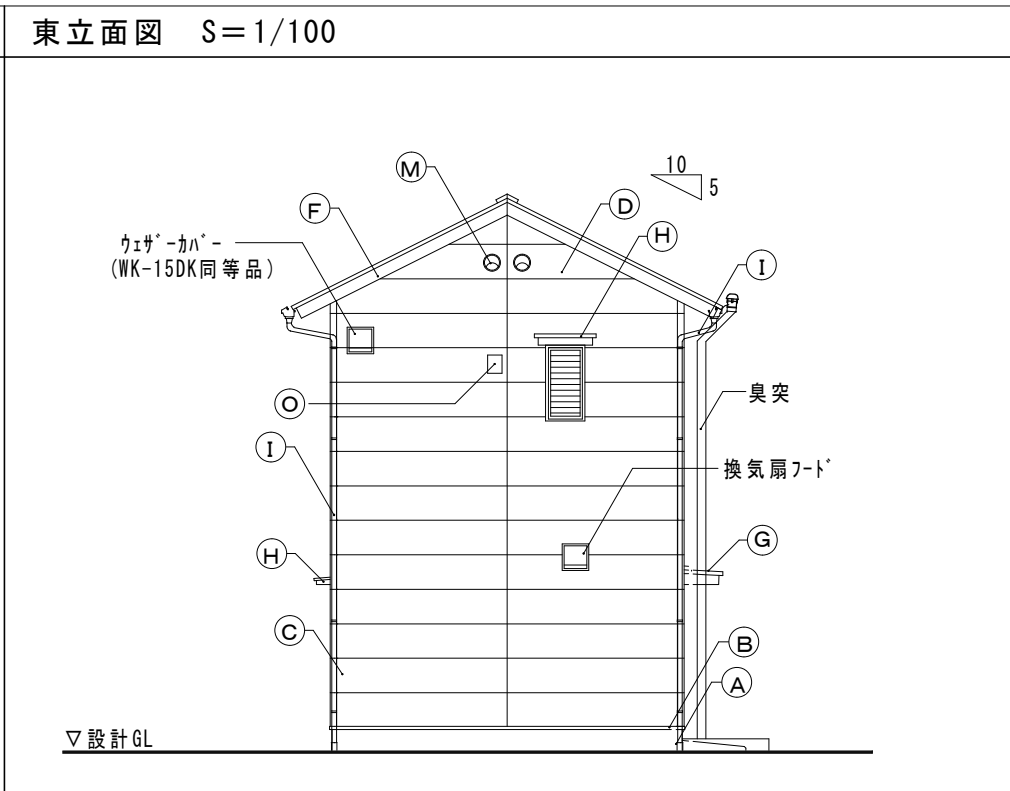 東立面図 S=1/100
10
5
M
F
D
H
ウェザーカバー
(WK-15DK同等品)
I
O
臭突
I
換気扇フード
H
G
C
B
A
▽設計GL